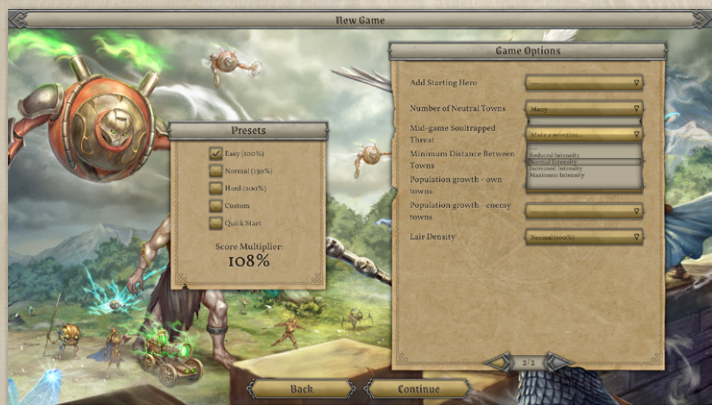 New Game
Game Options
Add Starting Hero
Number of Neutral Towns
Many
Mid-game Soultrapped
Threat
Make a selection...
Minimum Distance Between
Towns
Reduced Intensity
Normal Intensity
Increased Intensity
Maximum Intensity
Population growth - own
towns
Population growth - enemy
towns
Lair Density
Normal (100%)
2/2
Presets
Easy (100%)
Normal (150%)
Hard (200%)
Custom
Quick Start
Score Multiplier:
108%
Back
Continue